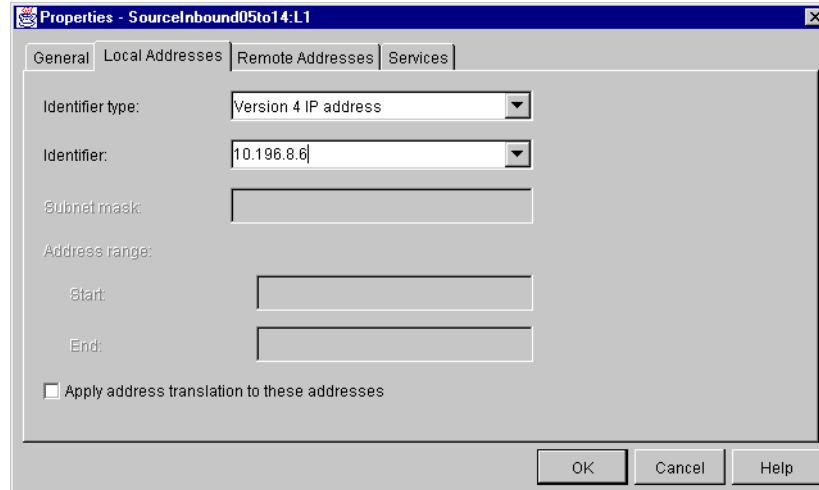 Properties - SourceInbound05to14:L1
General Local Addresses Remote Addresses Services
Identifier type: Version 4 IP address
Identifier: 10.196.8.6
Subnet mask:
Address range:
Start:
End:
Apply address translation to these addresses
OK Cancel Help